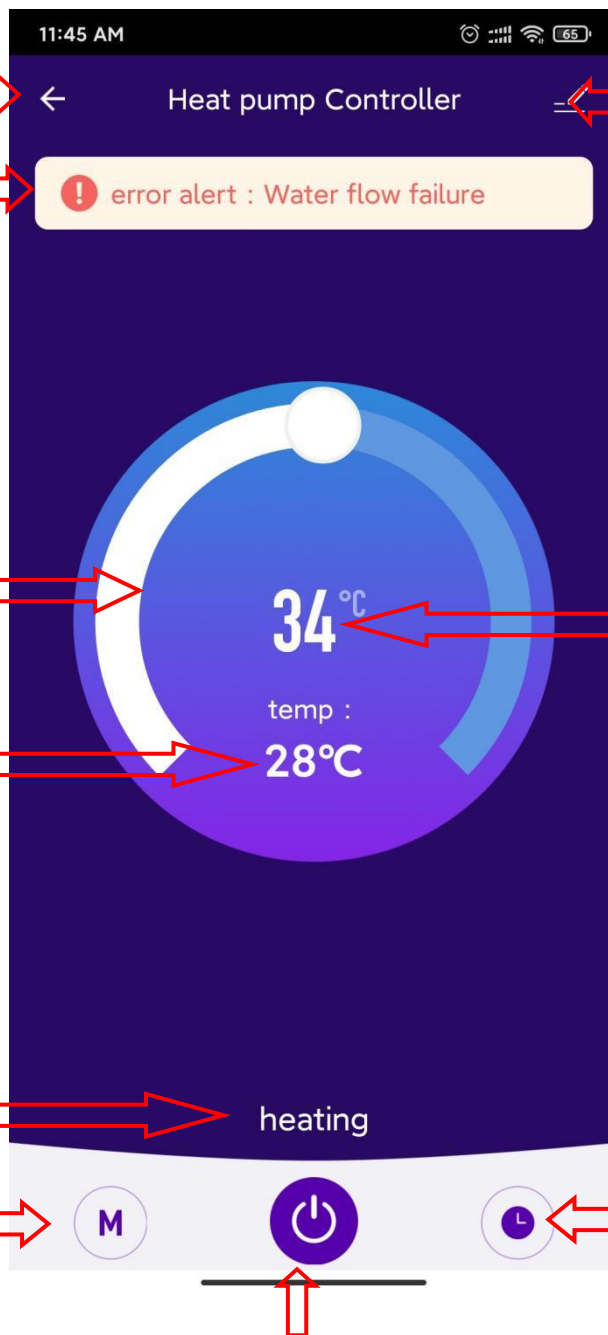 11:45 AM
65
Heat pump Controller
! error alert : Water flow failure
34 °C
temp :
28°C
heating
M